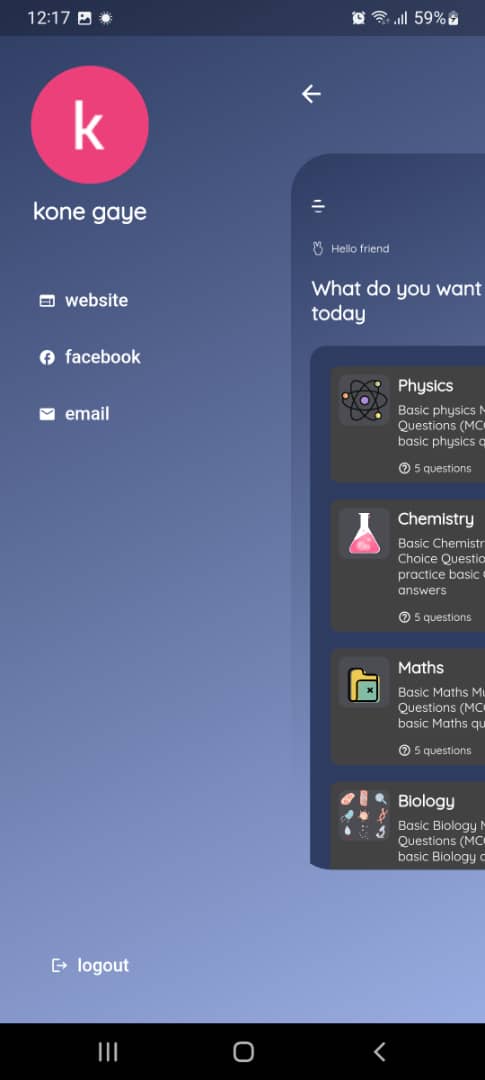 12:17
59%
k
kone gaye
website
facebook
email
logout
Hello friend
What do you want
today
Physics
Basic physics
Questions (MC
basic physics
5 questions
Chemistry
Basic Chemistr
Choice Questio
practice basic
answers
5 questions
Maths
Basic Maths Mu
Questions (MC
basic Maths qu
5 questions
Biology
Basic Biology
Questions (MC
basic Biology